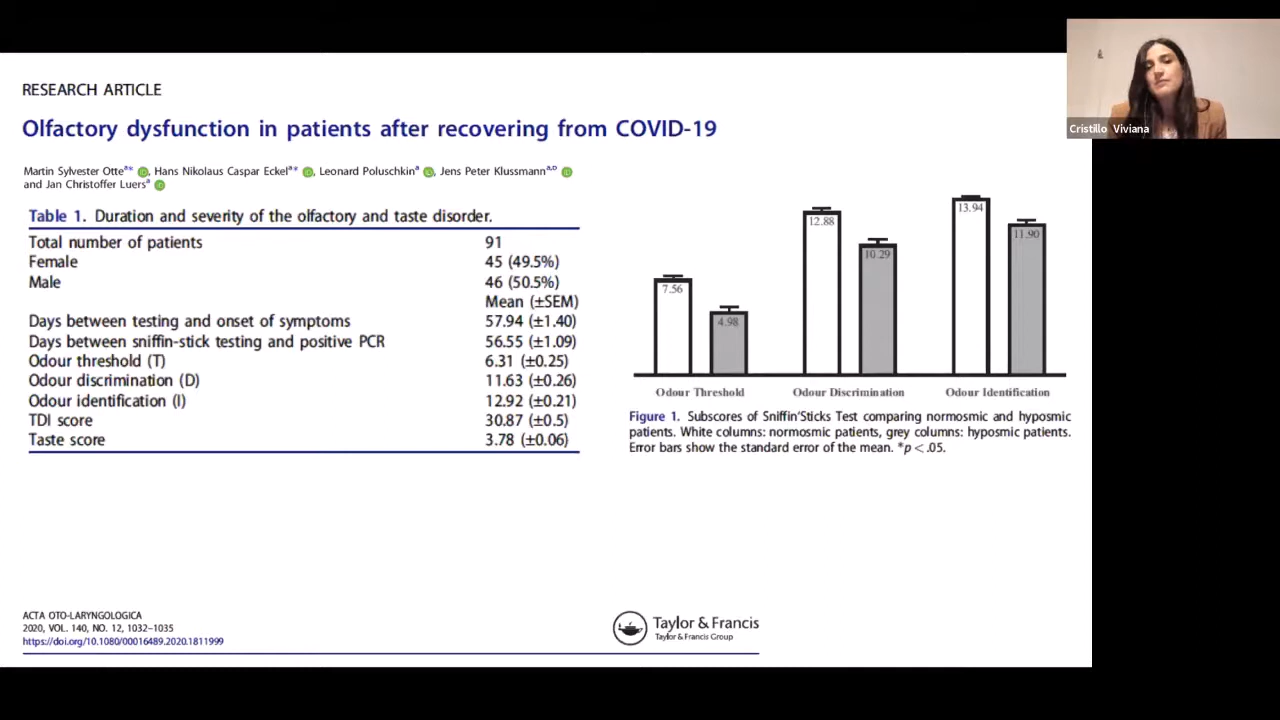 RESEARCH ARTICLE
Olfactory dysfunction in patients after recovering from COVID-19
Martin Sylvester Otteᵃ*, Hans Nikolaus Caspar Eckelᵃ*, Leonard Poluschkinᵃ, Jens Peter Klussmannᵃ,ᵇ
and Jan Christoffer Luersᵃ
Table 1. Duration and severity of the olfactory and taste disorder.
Total number of patients 91
Female 45 (49.5%)
Male 46 (50.5%)
Mean (±SEM)
Days between testing and onset of symptoms 57.94 (±1.40)
Days between sniffin-stick testing and positive PCR 56.55 (±1.09)
Odour threshold (T) 6.31 (±0.25)
Odour discrimination (D) 11.63 (±0.26)
Odour identification (I) 12.92 (±0.21)
TDI score 30.87 (±0.5)
Taste score 3.78 (±0.06)
7.56 4.98 12.88 10.29 13.94 11.90
Odour Threshold Odour Discrimination Odour Identification
Figure 1. Subscores of Sniffin'Sticks Test comparing normosmic and hyposmic
patients. White columns: normosmic patients, grey columns: hyposmic patients.
Error bars show the standard error of the mean. *p < .05.
ACTA OTO-LARYNGOLOGICA
2020, VOL. 140, NO. 12, 1032–1035
https://doi.org/10.1080/00016489.2020.1811999
Taylor & Francis
Taylor & Francis Group
Cristillo Viviana